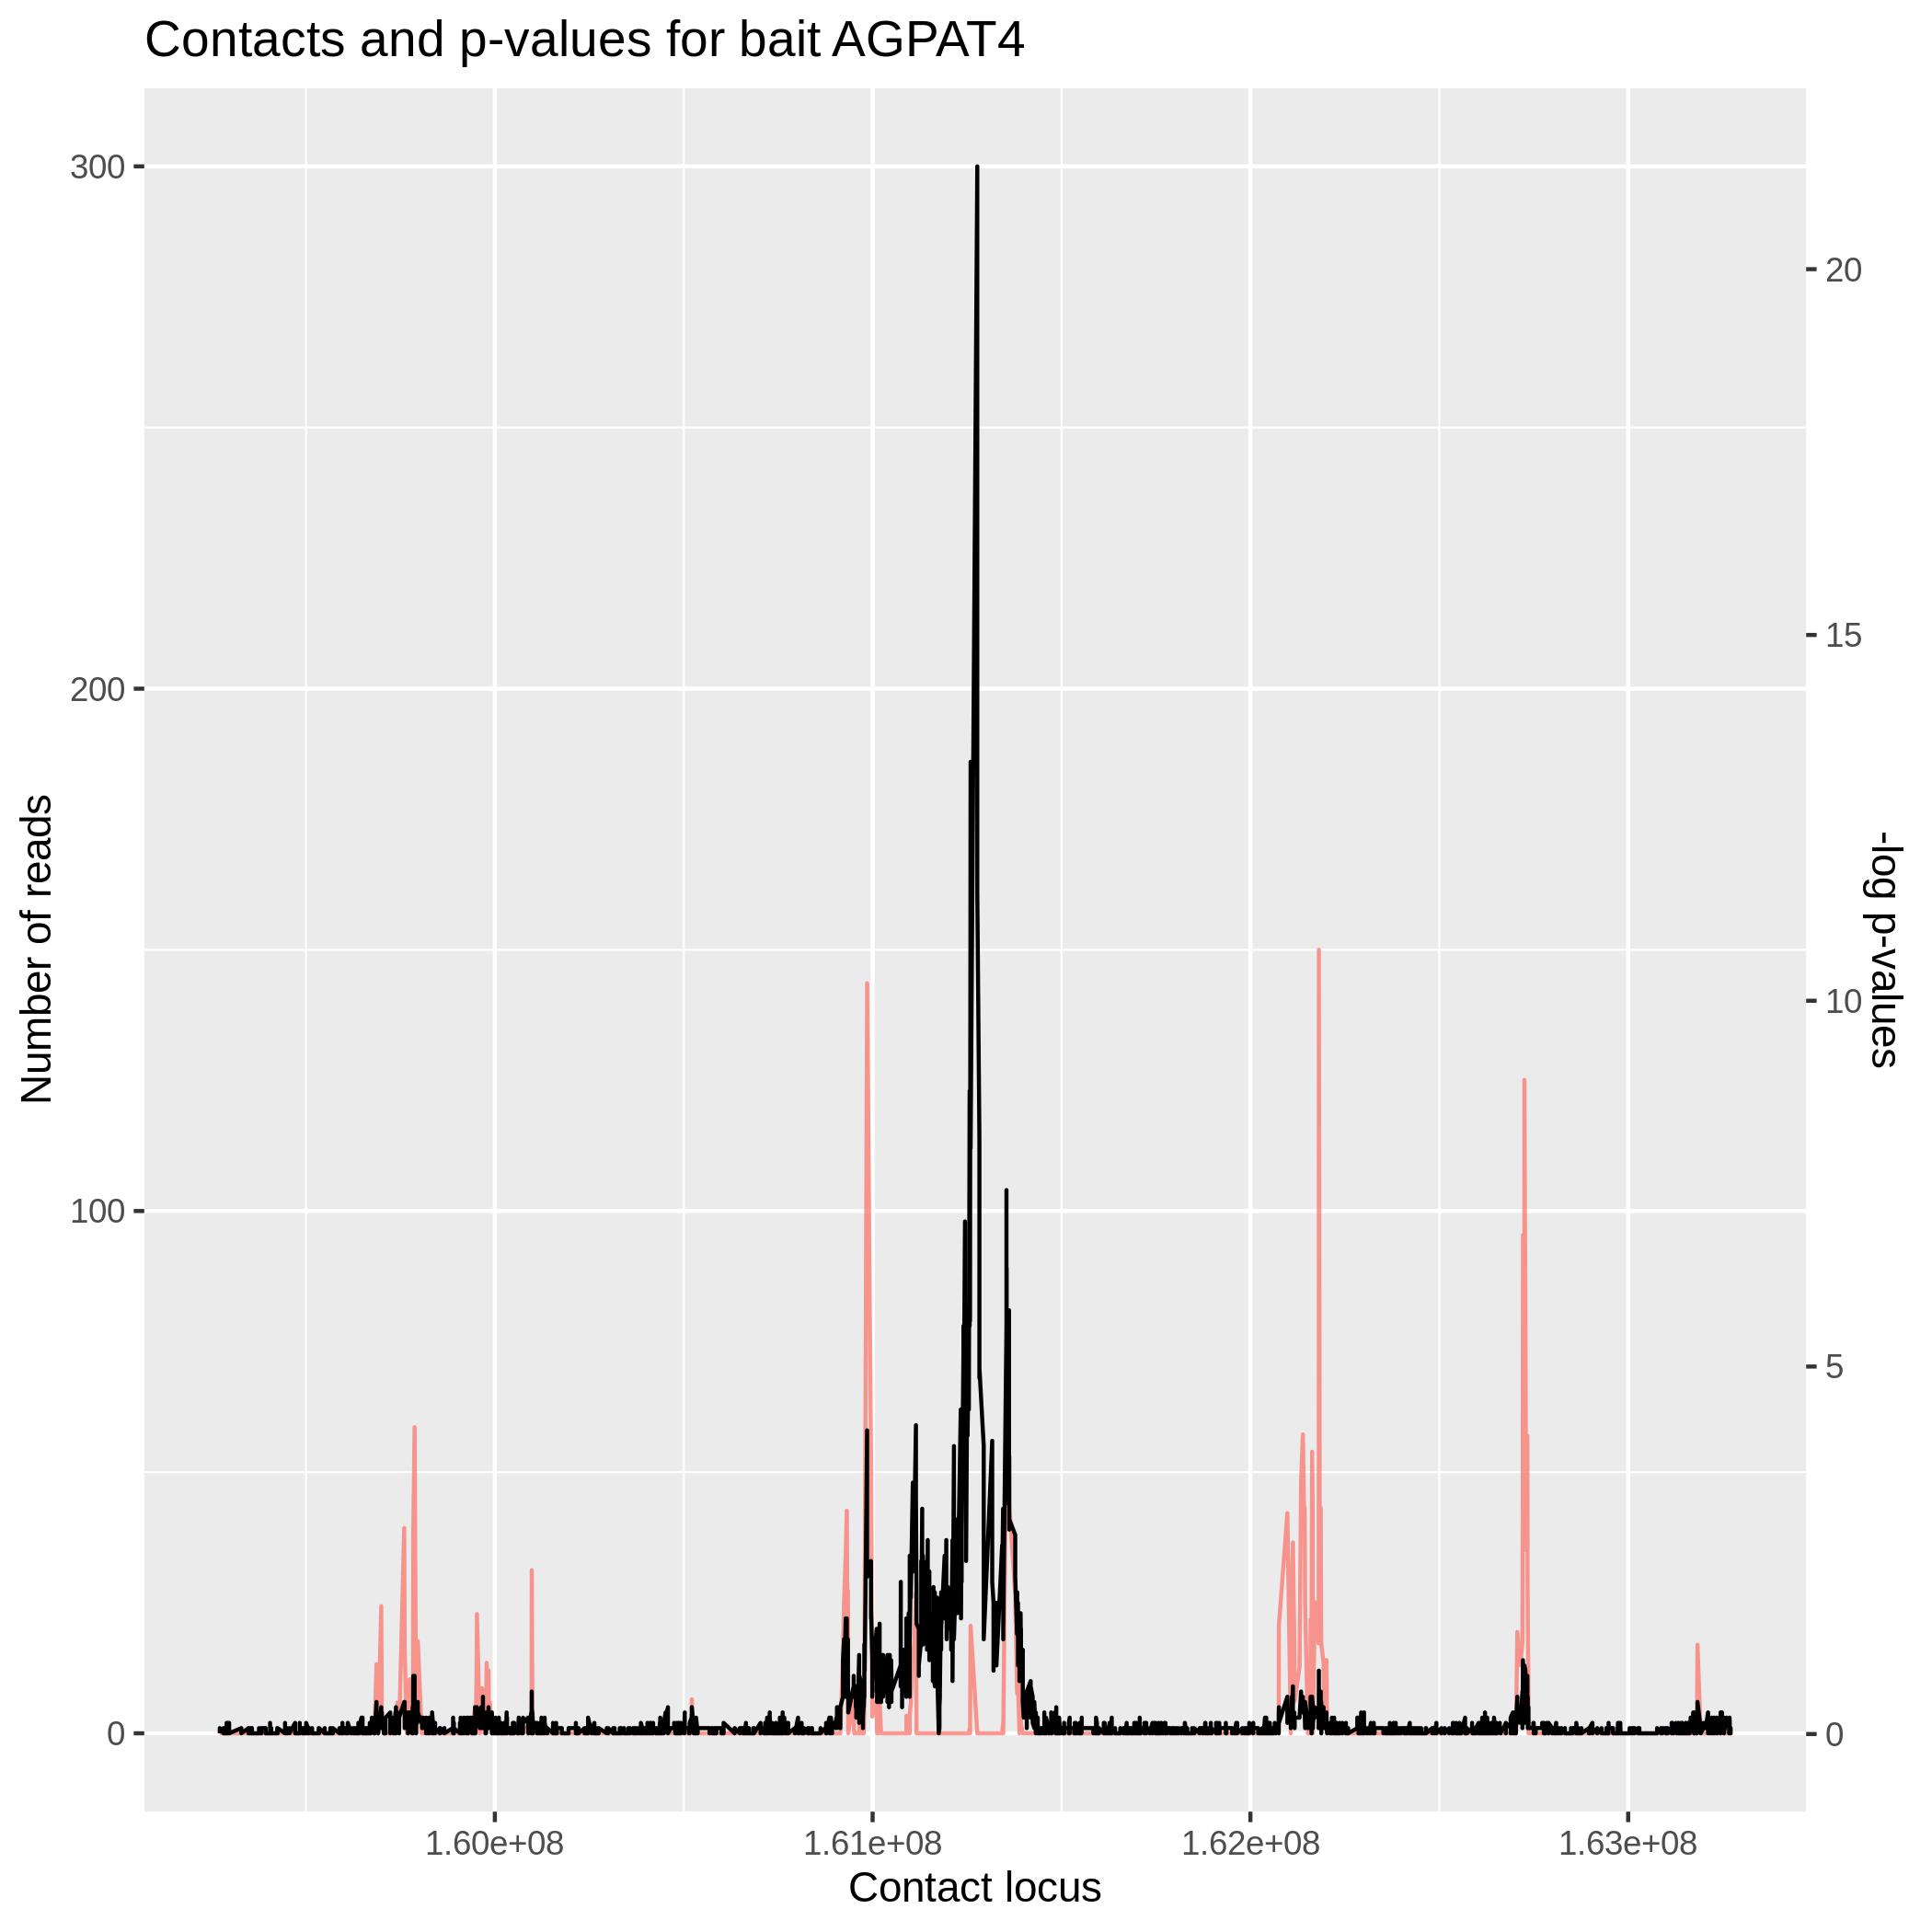 Contacts and p-values for bait AGPAT4
300
200
100
0
Number of reads
20
15
10
5
0
-log p-values
1.60e+08
1.61e+08
1.62e+08
1.63e+08
Contact locus